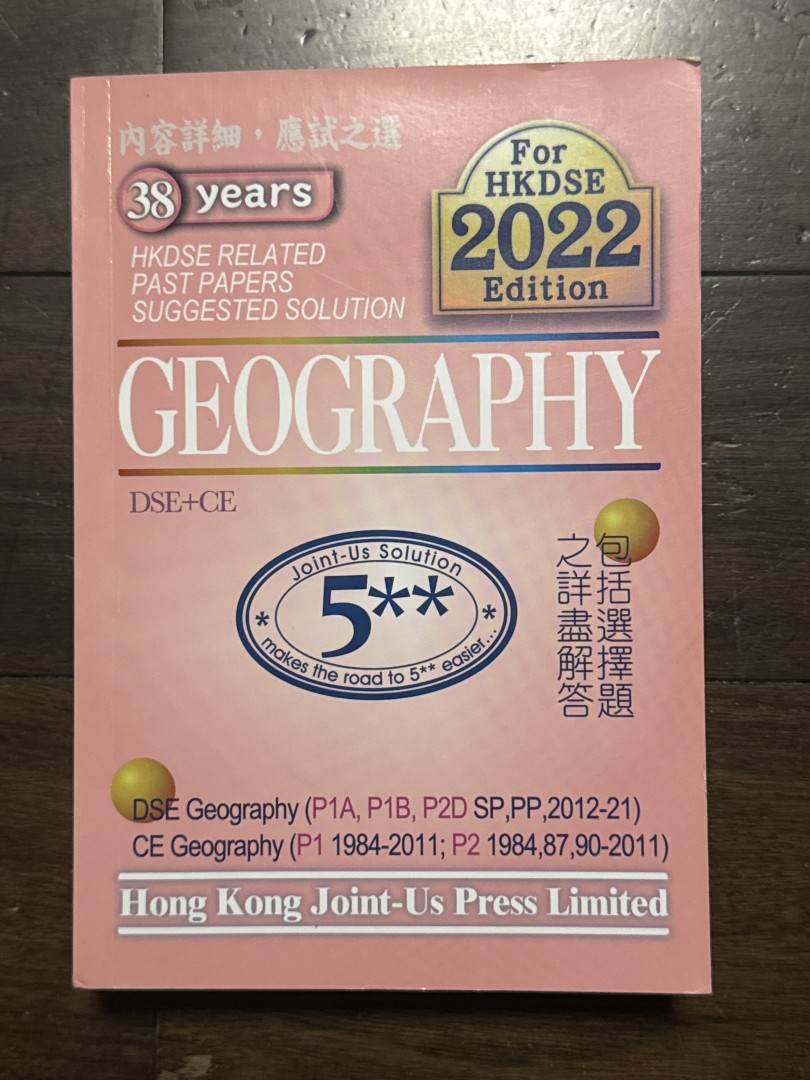 內容詳細，應試之選
38 years
HKDSE RELATED
PAST PAPERS
SUGGESTED SOLUTION
For
HKDSE
2022
Edition
GEOGRAPHY
DSE+CE
Joint-Us Solution
5**
* *
makes the road to 5** easier...
包括選擇題
之詳盡解答
DSE Geography (P1A, P1B, P2D SP,PP,2012-21)
CE Geography (P1 1984-2011; P2 1984,87,90-2011)
Hong Kong Joint-Us Press Limited